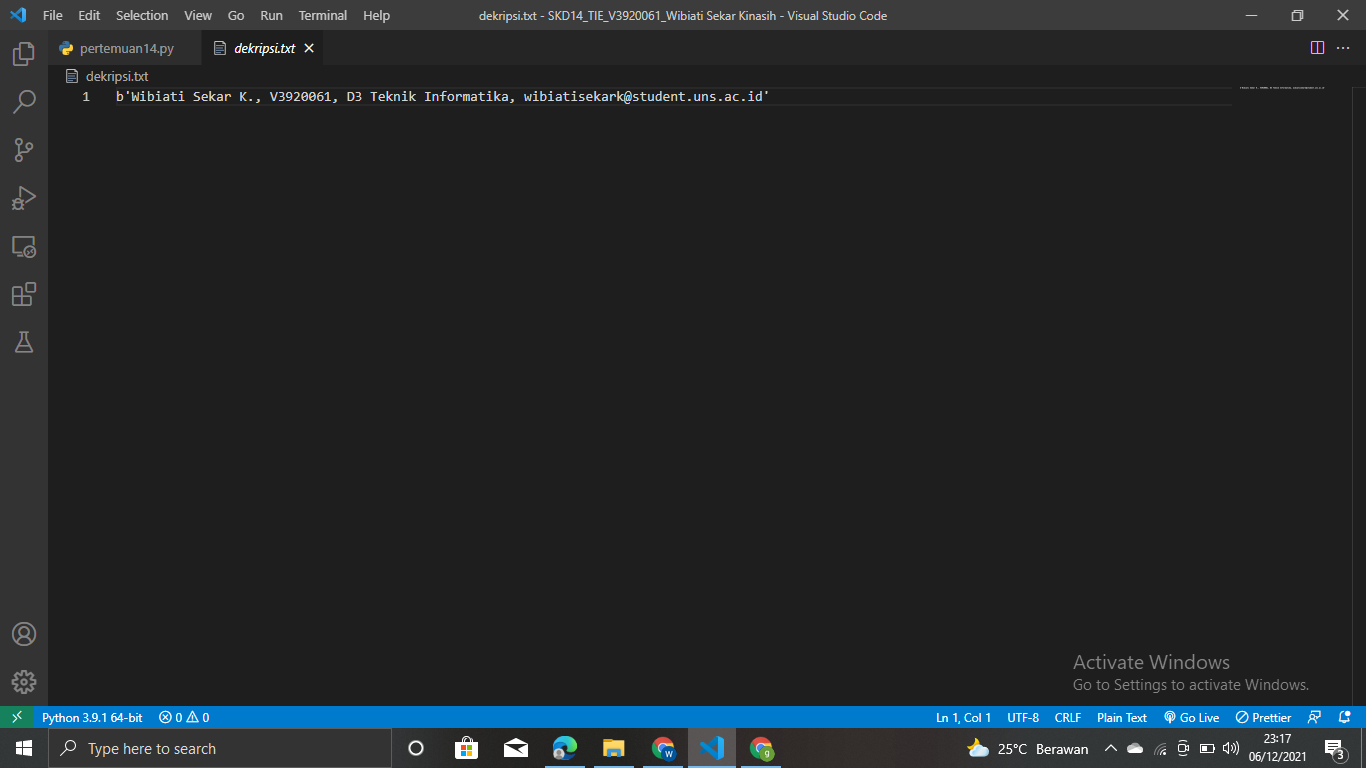 File Edit Selection View Go Run Terminal Help dekripsi.txt - SKD14_TIE_V3920061_Wibiati Sekar Kinasih - Visual Studio Code
pertemuan14.py dekripsi.txt
dekripsi.txt
1 b'Wibiati Sekar K., V3920061, D3 Teknik Informatika, wibiatisekark@student.uns.ac.id'
Activate Windows
Go to Settings to activate Windows.
Python 3.9.1 64-bit 0 0 Ln 1, Col 1 UTF-8 CRLF Plain Text Go Live Prettier
Type here to search 25°C Berawan 23:17
06/12/2021 3